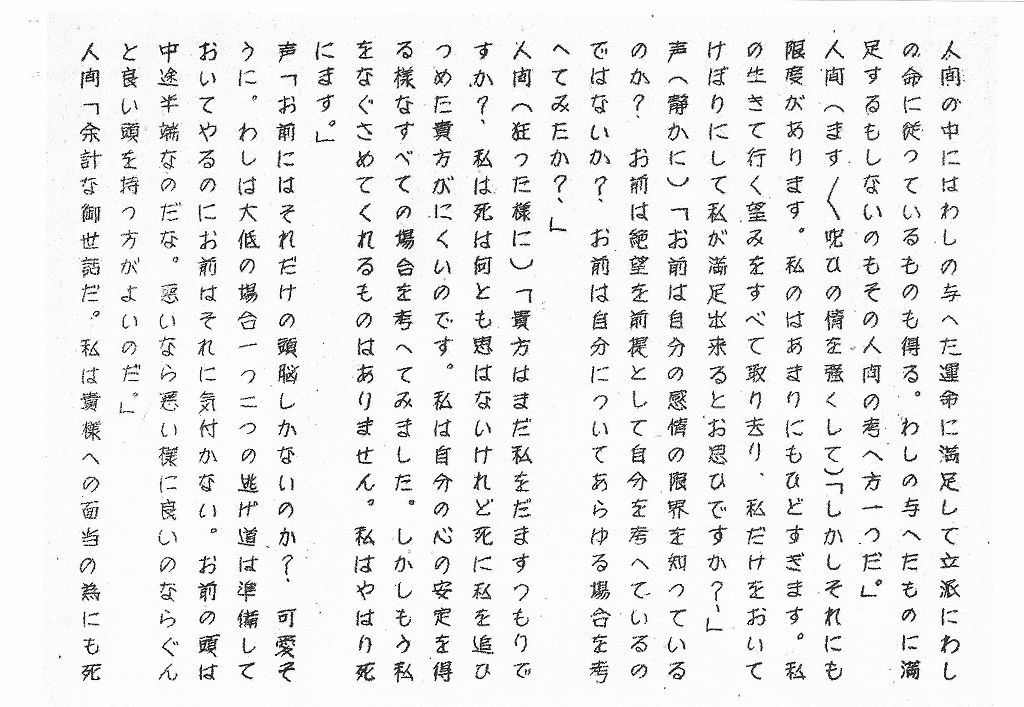 人間の中にはわしの与へた運命に満足して立派にわし
の命に従っているものも得る。わしの与へたものに満
足するもしないのもその人間の考へ方一つだ。」
人間へます〱呪ひの情を強くして）「しかしそれにも
限度があります。私のはあまりにもひどすぎます。私
の生きて行く望みをすべて取り去り、私だけをおいて
けぼりにして私が満足出来るとお思ひですか？」
声へ静かに）「お前は自分の感情の限界を知っている
のか？　お前は絶望を前提として自分を考へているの
ではないか？　お前は自分についてあらゆる場合を考
へてみたか？」
人間へ狂った様に）「貴方はまだ私をだますつもりで
すか？、私は死は何とも思はないけれど死に私を追ひ
つめた貴方がにくいのです。私は自分の心の安定を得
る様なすべての場合を考へてみました。しかしもう私
をなぐさめてくれるものはありません。私はやはり死
にます。」
声「お前にはそれだけの頭脳しかないのか？　可愛そ
うに。わしは大低の場合一つ二つの逃げ道は準備して
おいてやるのにお前はそれに気付かない。お前の頭は
中途半端なのだな。悪いなら悪い様に良いのならぐん
と良い頭を持つ方がよいのだ。」
人間「余計な御世話だ。私は貴様への面当の為にも死